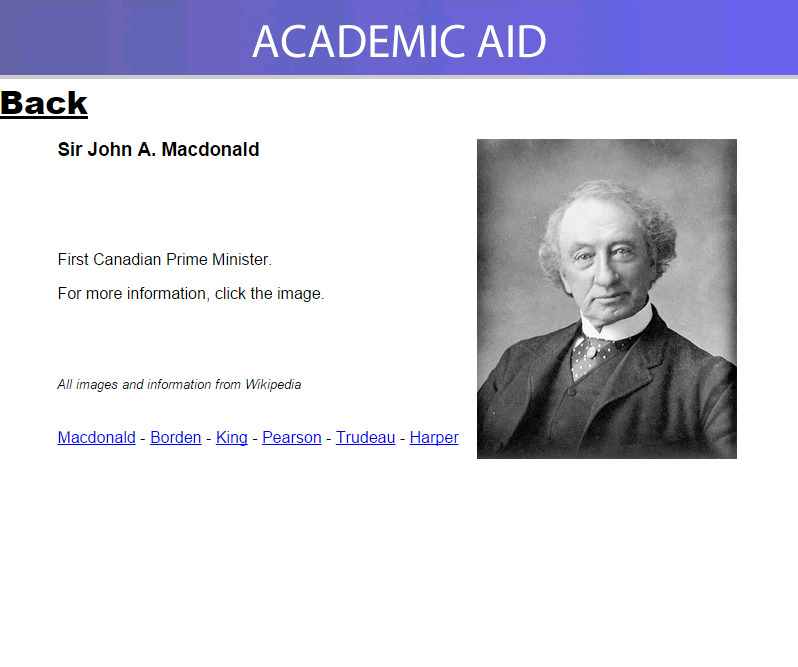 ACADEMIC AID
Back
Sir John A. Macdonald
First Canadian Prime Minister.
For more information, click the image.
All images and information from Wikipedia
Macdonald - Borden - King - Pearson - Trudeau - Harper